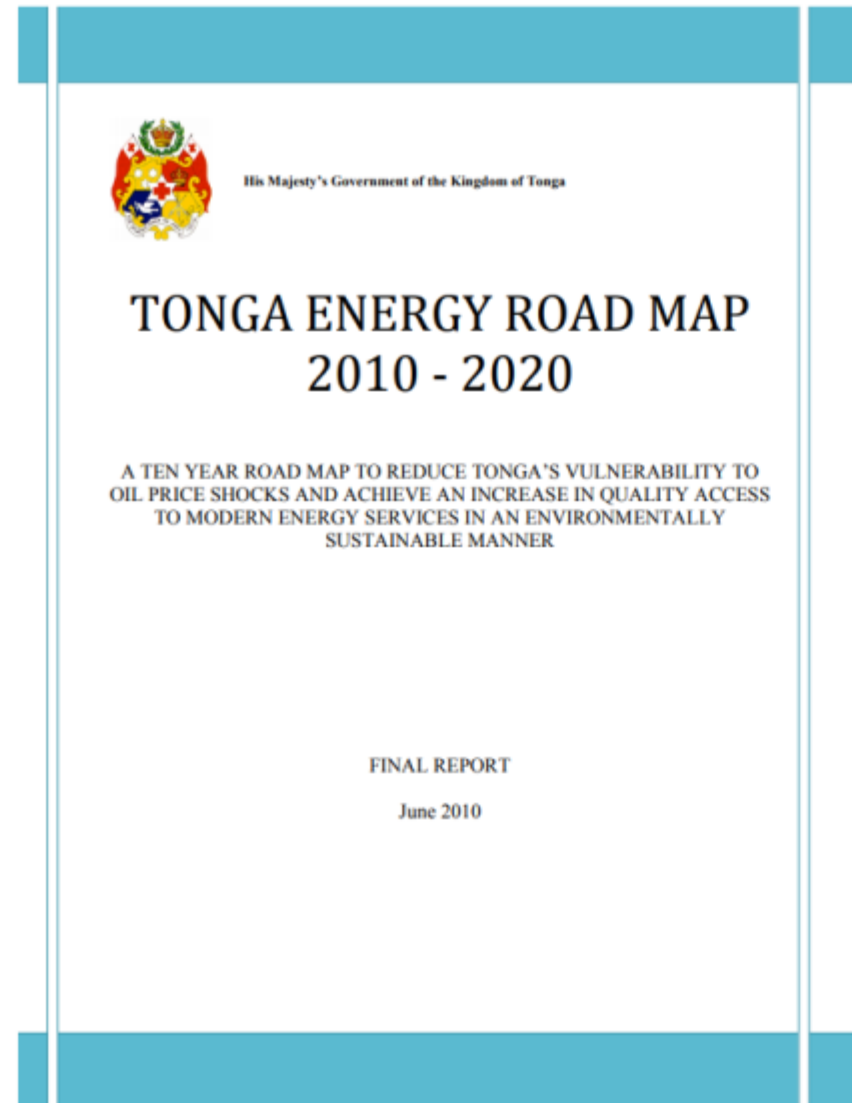 His Majesty's Government of the Kingdom of Tonga
TONGA ENERGY ROAD MAP
2010 - 2020
A TEN YEAR ROAD MAP TO REDUCE TONGA'S VULNERABILITY TO
OIL PRICE SHOCKS AND ACHIEVE AN INCREASE IN QUALITY ACCESS
TO MODERN ENERGY SERVICES IN AN ENVIRONMENTALLY
SUSTAINABLE MANNER
FINAL REPORT
June 2010